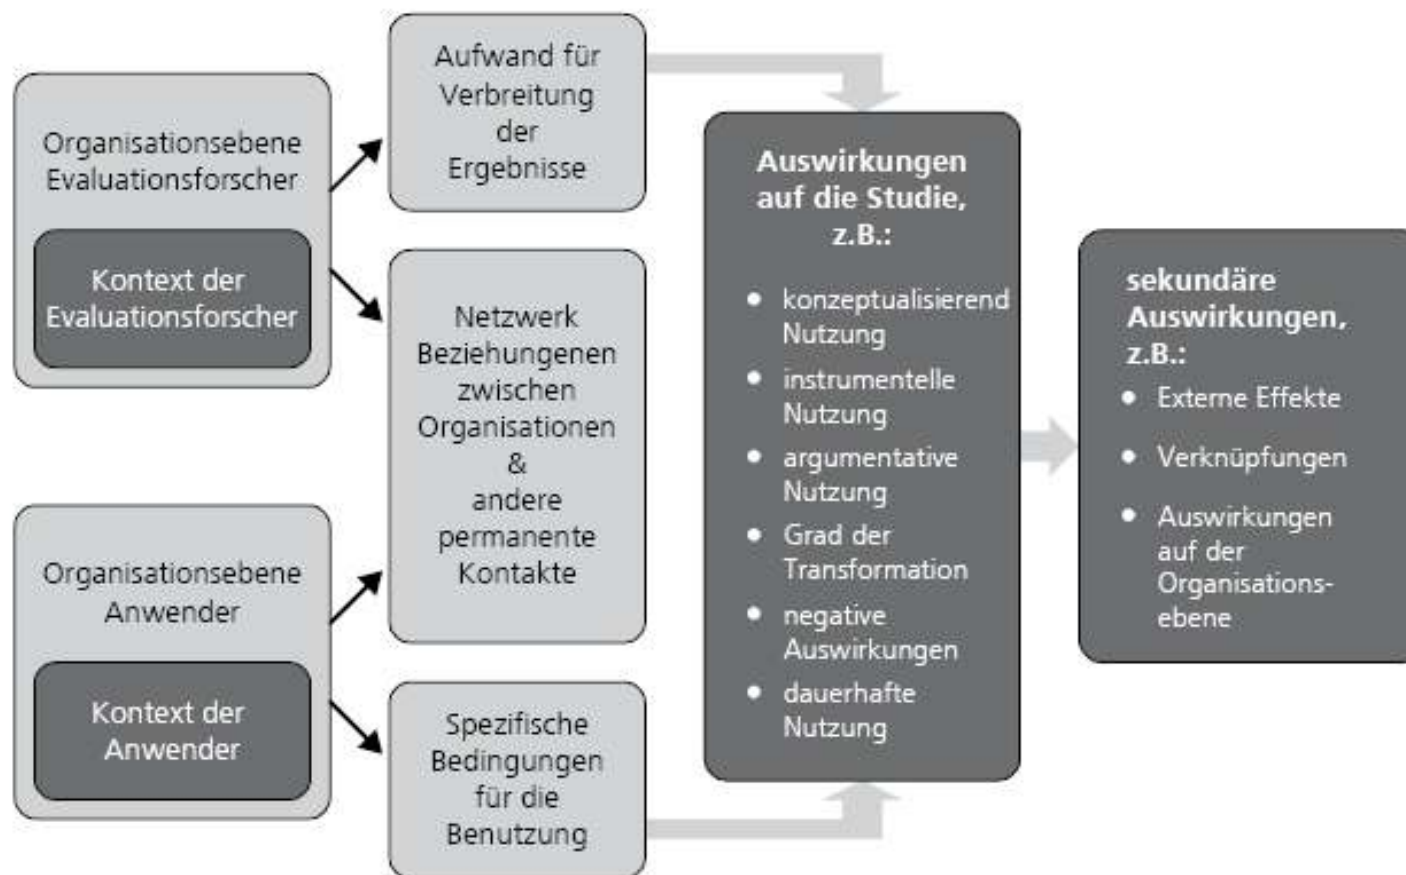 Organisationsebene
Evaluationsforscher
Kontext der
Evaluationsforscher
Organisationsebene
Anwender
Kontext der
Anwender
Aufwand für
Verbreitung
der
Ergebnisse
Netzwerk
Beziehungenen
zwischen
Organisationen
&
andere
permanente
Kontakte
Spezifische
Bedingungen
für die
Benutzung
Auswirkungen
auf die Studie,
z.B.:
• konzeptualisierend
Nutzung
• instrumentelle
Nutzung
• argumentative
Nutzung
• Grad der
Transformation
• negative
Auswirkungen
• dauerhafte
Nutzung
sekundäre
Auswirkungen,
z.B.:
• Externe Effekte
• Verknüpfungen
• Auswirkungen
auf der
Organisations-
ebene